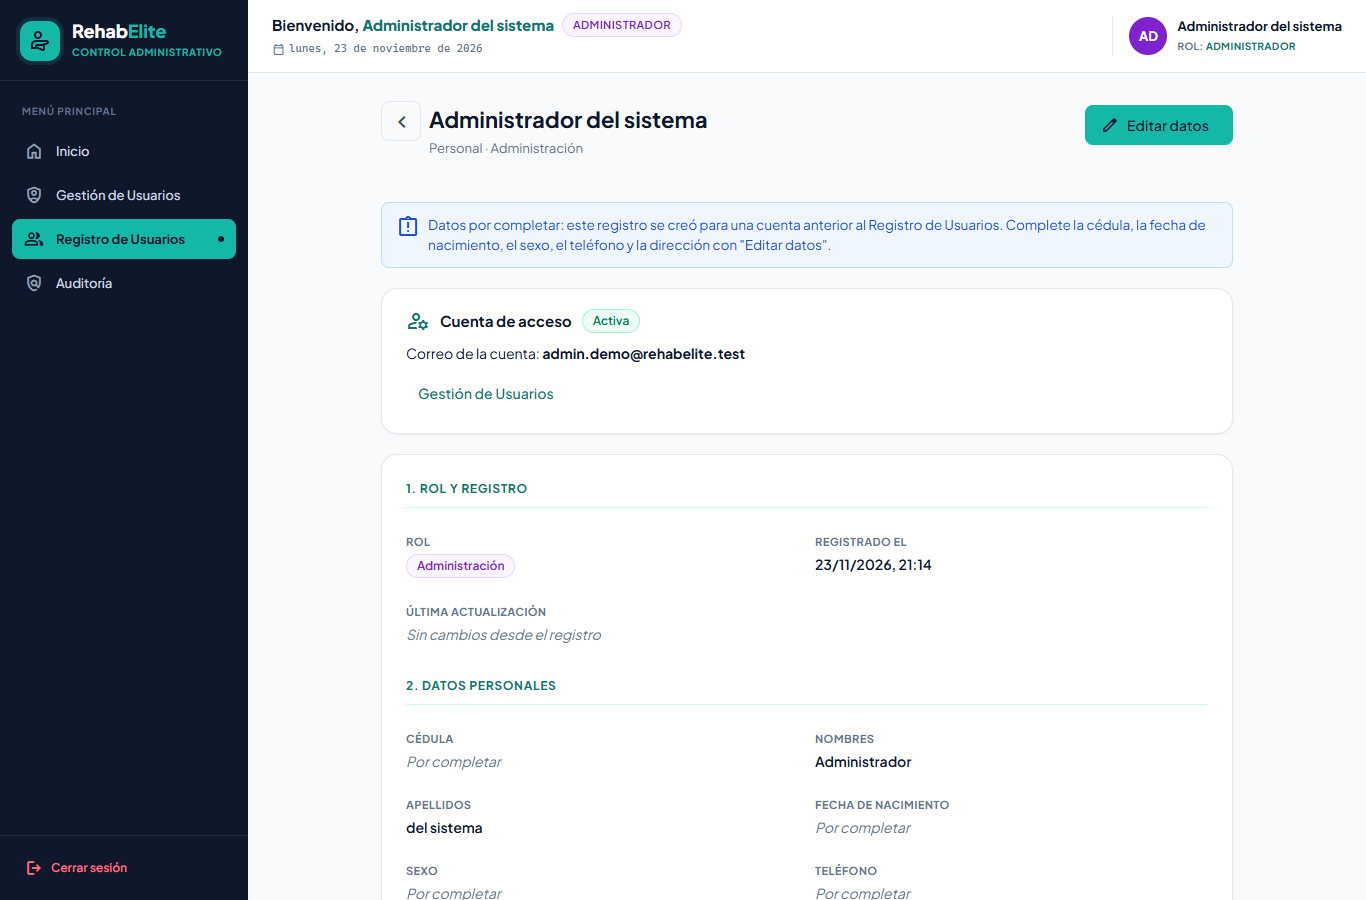 RehabElite
CONTROL ADMINISTRATIVO
MENÚ PRINCIPAL
Inicio
Gestión de Usuarios
Registro de Usuarios
Auditoría
Cerrar sesión
Bienvenido, Administrador del sistema ADMINISTRADOR
lunes, 23 de noviembre de 2026
AD
Administrador del sistema
ROL: ADMINISTRADOR
Administrador del sistema
Personal · Administración
Editar datos
Datos por completar: este registro se creó para una cuenta anterior al Registro de Usuarios. Complete la cédula, la fecha de
nacimiento, el sexo, el teléfono y la dirección con "Editar datos".
Cuenta de acceso Activa
Correo de la cuenta: admin.demo@rehabelite.test
Gestión de Usuarios
1. ROL Y REGISTRO
ROL
Administración
REGISTRADO EL
23/11/2026, 21:14
ÚLTIMA ACTUALIZACIÓN
Sin cambios desde el registro
2. DATOS PERSONALES
CÉDULA
Por completar
NOMBRES
Administrador
APELLIDOS
del sistema
FECHA DE NACIMIENTO
Por completar
SEXO
Por completar
TELÉFONO
Por completar